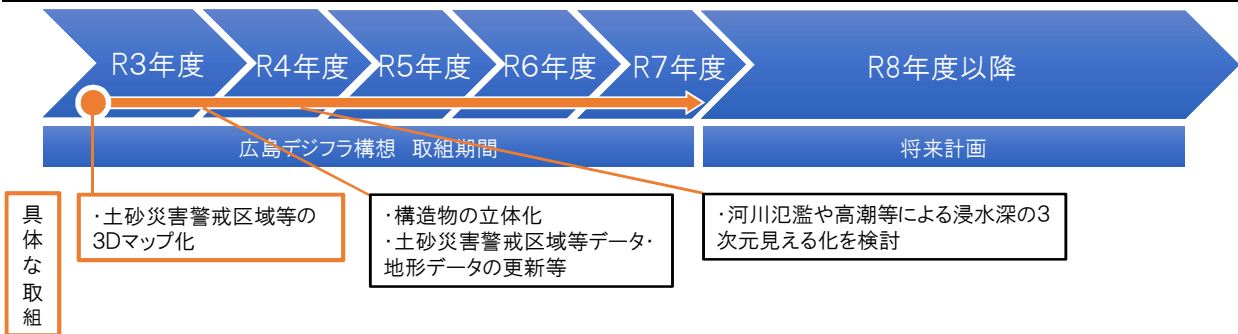 R3年度
R4年度
R5年度
R6年度
R7年度
R8年度以降
広島デジフラ構想 取組期間
将来計画
具体な取組
・土砂災害警戒区域等の
3Dマップ化
・構造物の立体化
・土砂災害警戒区域等データ・
地形データの更新等
・河川氾濫や高潮等による浸水深の3
次元見える化を検討